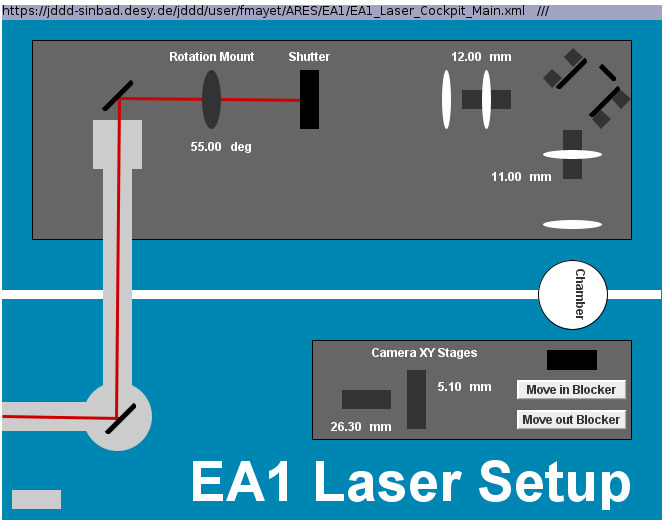 https://jddd-sinbad.desy.de/jddd/user/fmayet/ARES/EA1/EA1_Laser_Cockpit_Main.xml ///
Rotation Mount
Shutter
12.00 mm
55.00 deg
11.00 mm
Chamber
Camera XY Stages
5.10 mm
Move in Blocker
26.30 mm
Move out Blocker
EA1 Laser Setup